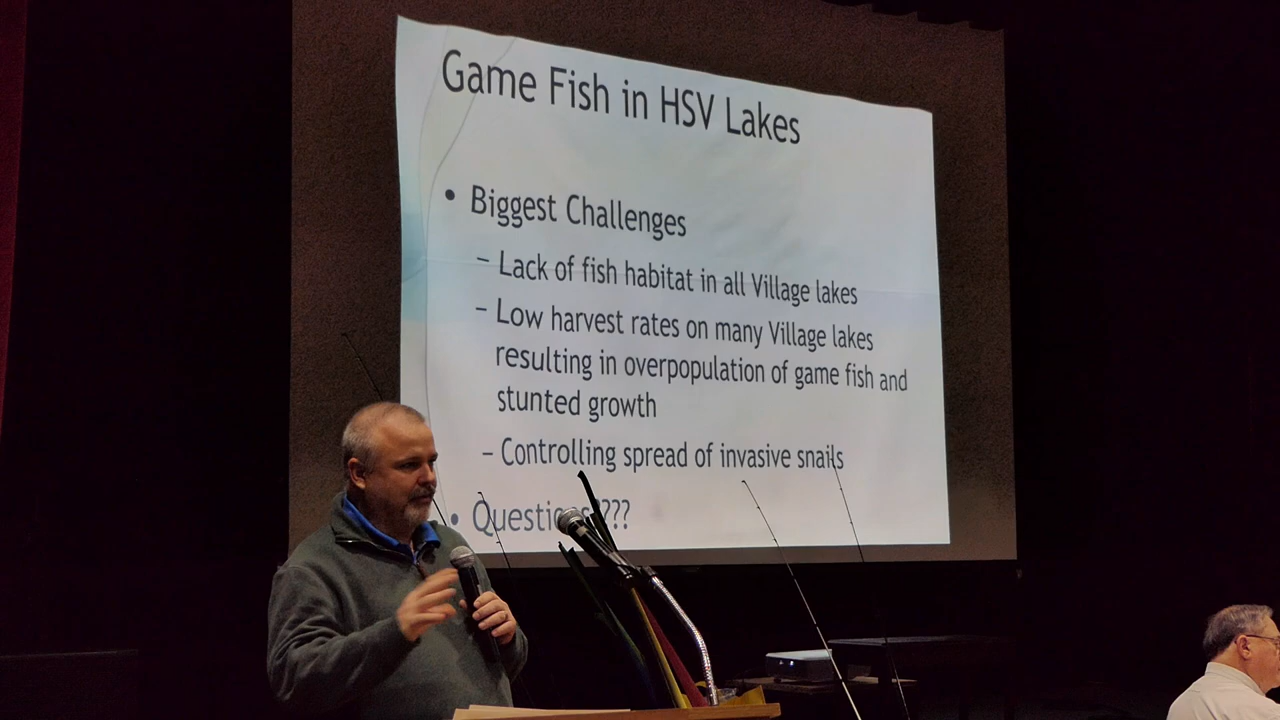 Game Fish in HSV Lakes
• Biggest Challenges
– Lack of fish habitat in all Village lakes
– Low harvest rates on many Village lakes
resulting in overpopulation of game fish and
stunted growth
– Controlling spread of invasive snails
• Questions????